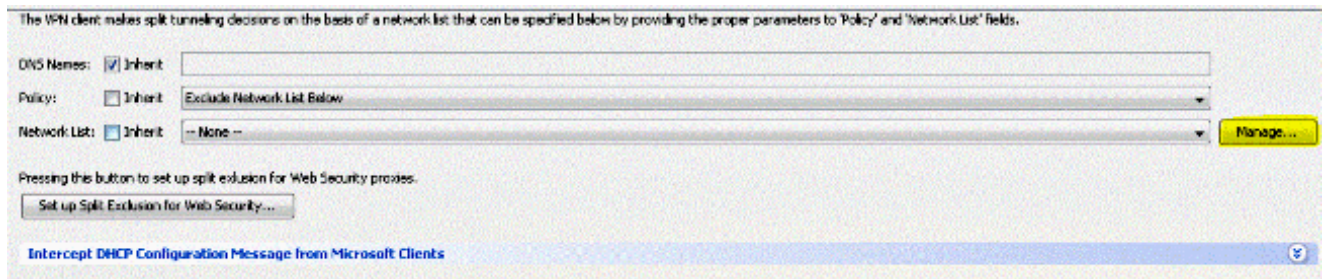 The VPN client makes split tunneling decisions on the basis of a network list that can be specified below by providing the proper parameters to 'Policy' and 'Network List' fields.
DNS Names: Inherit
Policy: Inherit Exclude Network List Below
Network List: Inherit -- None -- Manage...
Pressing this button to set up split exlusion for Web Security proxies.
Set up Split Exclusion for Web Security...
Intercept DHCP Configuration Message from Microsoft Clients